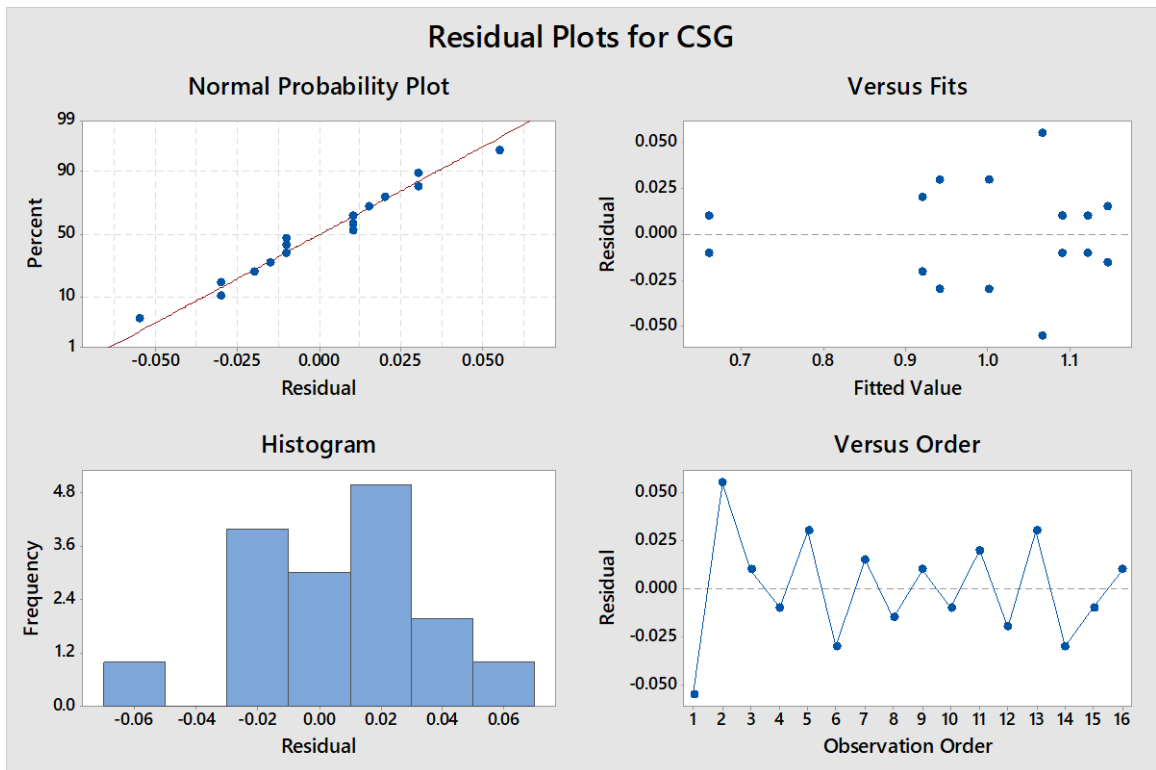 Residual Plots for CSG
Normal Probability Plot
99
90
50
10
1
Percent
-0.050 -0.025 0.000 0.025 0.050
Residual
Versus Fits
0.050
0.025
0.000
-0.025
-0.050
Residual
0.7 0.8 0.9 1.0 1.1
Fitted Value
Histogram
4.8
3.6
2.4
1.2
0.0
Frequency
-0.06 -0.04 -0.02 0.00 0.02 0.04 0.06
Residual
Versus Order
0.050
0.025
0.000
-0.025
-0.050
Residual
1 2 3 4 5 6 7 8 9 10 11 12 13 14 15 16
Observation Order